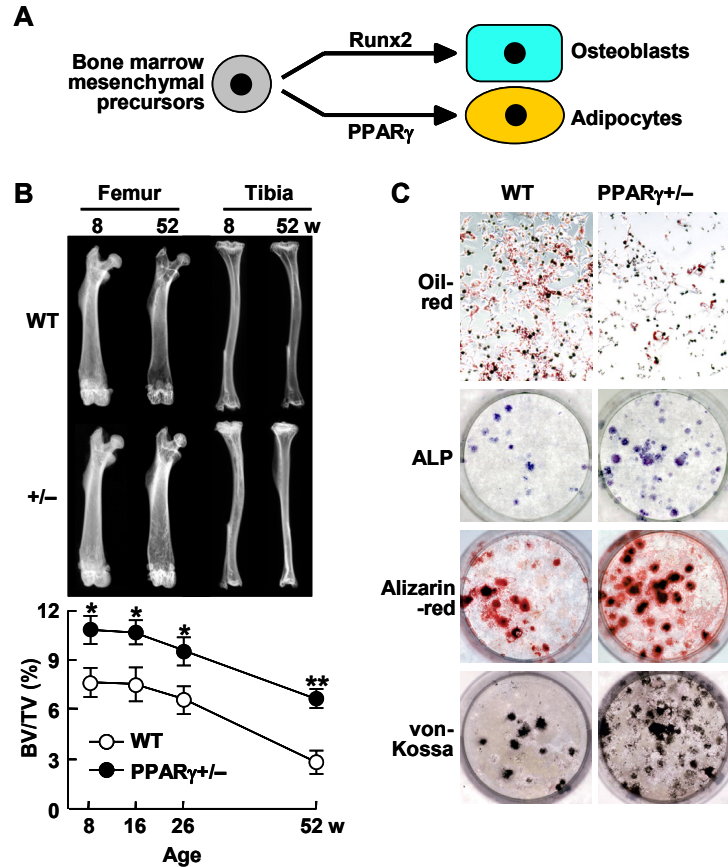 A
Bone marrow
mesenchymal
precursors
Runx2
PPARγ
Osteoblasts
Adipocytes
B
Femur
Tibia
8
52
8
52 w
WT
+/–
12
9
6
3
0
BV/TV (%)
*
*
*
**
WT
PPARγ+/–
8
16
26
52 w
Age
C
WT
PPARγ+/–
Oil-
red
ALP
Alizarin
-red
von-
Kossa